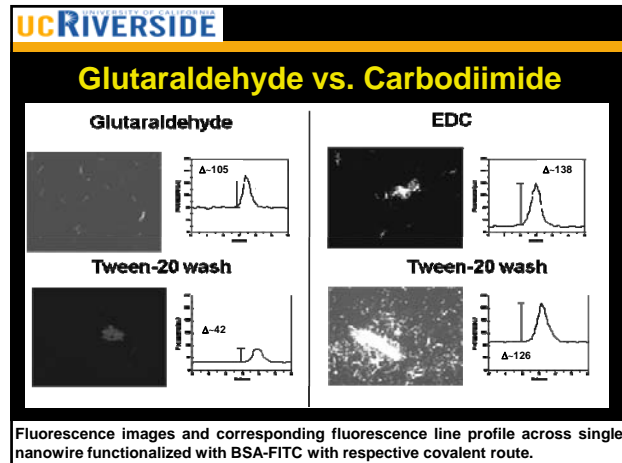 UNIVERSITY OF CALIFORNIA
UCRIVERSIDE
Glutaraldehyde vs. Carbodiimide
Glutaraldehyde
Δ~105
Tween-20 wash
Δ~42
EDC
Δ~138
Tween-20 wash
Δ~126
Fluorescence images and corresponding fluorescence line profile across single
nanowire functionalized with BSA-FITC with respective covalent route.